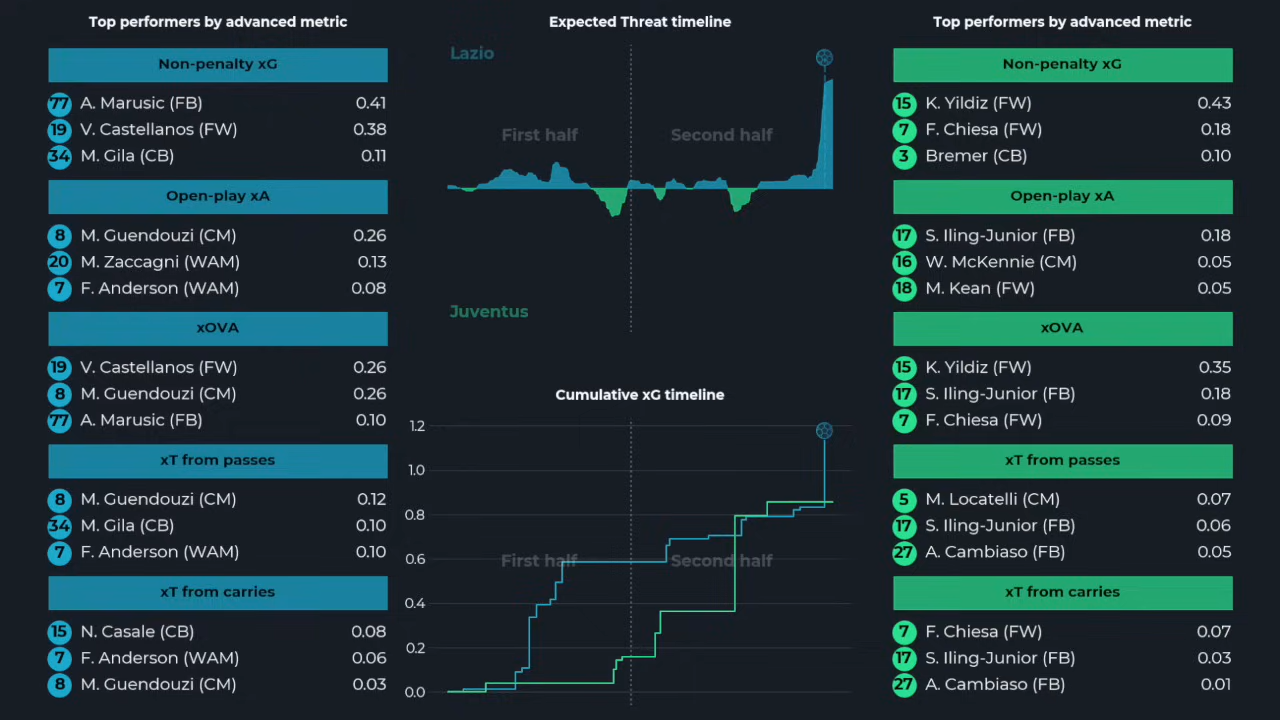 Top performers by advanced metric
Non-penalty xG
77 A. Marusic (FB) 0.41
19 V. Castellanos (FW) 0.38
34 M. Gila (CB) 0.11
Open-play xA
8 M. Guendouzi (CM) 0.26
20 M. Zaccagni (WAM) 0.13
7 F. Anderson (WAM) 0.08
xOVA
19 V. Castellanos (FW) 0.26
8 M. Guendouzi (CM) 0.26
77 A. Marusic (FB) 0.10
xT from passes
8 M. Guendouzi (CM) 0.12
34 M. Gila (CB) 0.10
7 F. Anderson (WAM) 0.10
xT from carries
15 N. Casale (CB) 0.08
7 F. Anderson (WAM) 0.06
8 M. Guendouzi (CM) 0.03
Expected Threat timeline
Lazio
First half Second half
Juventus
Cumulative xG timeline
1.2
1.0
0.8
0.6
First half Second half
0.4
0.2
0.0
Top performers by advanced metric
Non-penalty xG
15 K. Yildiz (FW) 0.43
7 F. Chiesa (FW) 0.18
3 Bremer (CB) 0.10
Open-play xA
17 S. Iling-Junior (FB) 0.18
16 W. McKennie (CM) 0.05
18 M. Kean (FW) 0.05
xOVA
15 K. Yildiz (FW) 0.35
17 S. Iling-Junior (FB) 0.18
7 F. Chiesa (FW) 0.09
xT from passes
5 M. Locatelli (CM) 0.07
17 S. Iling-Junior (FB) 0.06
27 A. Cambiaso (FB) 0.05
xT from carries
7 F. Chiesa (FW) 0.07
17 S. Iling-Junior (FB) 0.03
27 A. Cambiaso (FB) 0.01